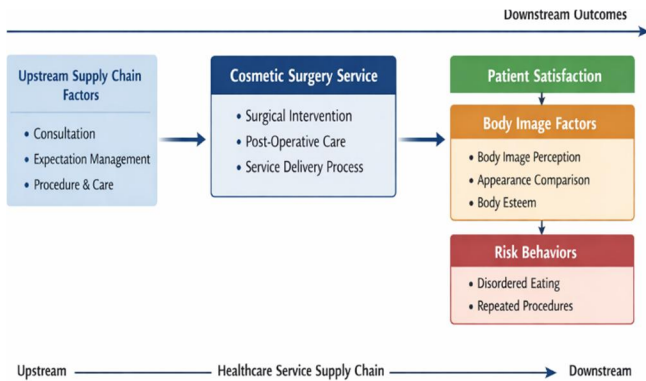 Downstream Outcomes
Upstream Supply Chain
Factors
• Consultation
• Expectation Management
• Procedure & Care
Cosmetic Surgery Service
• Surgical Intervention
• Post-Operative Care
• Service Delivery Process
Patient Satisfaction
Body Image Factors
• Body Image Perception
• Appearance Comparison
• Body Esteem
Risk Behaviors
• Disordered Eating
• Repeated Procedures
Upstream
Healthcare Service Supply Chain
Downstream